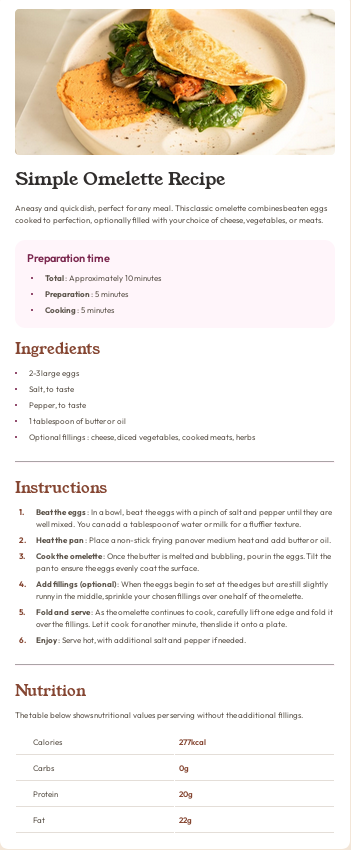 Simple Omelette Recipe
An easy and quick dish, perfect for any meal. This classic omelette combines beaten eggs
cooked to perfection, optionally filled with your choice of cheese, vegetables, or meats.
Preparation time
• Total: Approximately 10 minutes
• Preparation: 5 minutes
• Cooking: 5 minutes
Ingredients
• 2-3 large eggs
• Salt, to taste
• Pepper, to taste
• 1 tablespoon of butter or oil
• Optional fillings: cheese, diced vegetables, cooked meats, herbs
Instructions
1. Beat the eggs: In a bowl, beat the eggs with a pinch of salt and pepper until they are
well mixed. You can add a tablespoon of water or milk for a fluffier texture.
2. Heat the pan: Place a non-stick frying pan over medium heat and add butter or oil.
3. Cook the omelette: Once the butter is melted and bubbling, pour in the eggs. Tilt the
pan to ensure the eggs evenly coat the surface.
4. Add fillings (optional): When the eggs begin to set at the edges but are still slightly
runny in the middle, sprinkle your chosen fillings over one half of the omelette.
5. Fold and serve: As the omelette continues to cook, carefully lift one edge and fold it
over the fillings. Let it cook for another minute, then slide it onto a plate.
6. Enjoy: Serve hot, with additional salt and pepper if needed.
Nutrition
The table below shows nutritional values per serving without the additional fillings.
Calories 277kcal
Carbs 0g
Protein 20g
Fat 22g